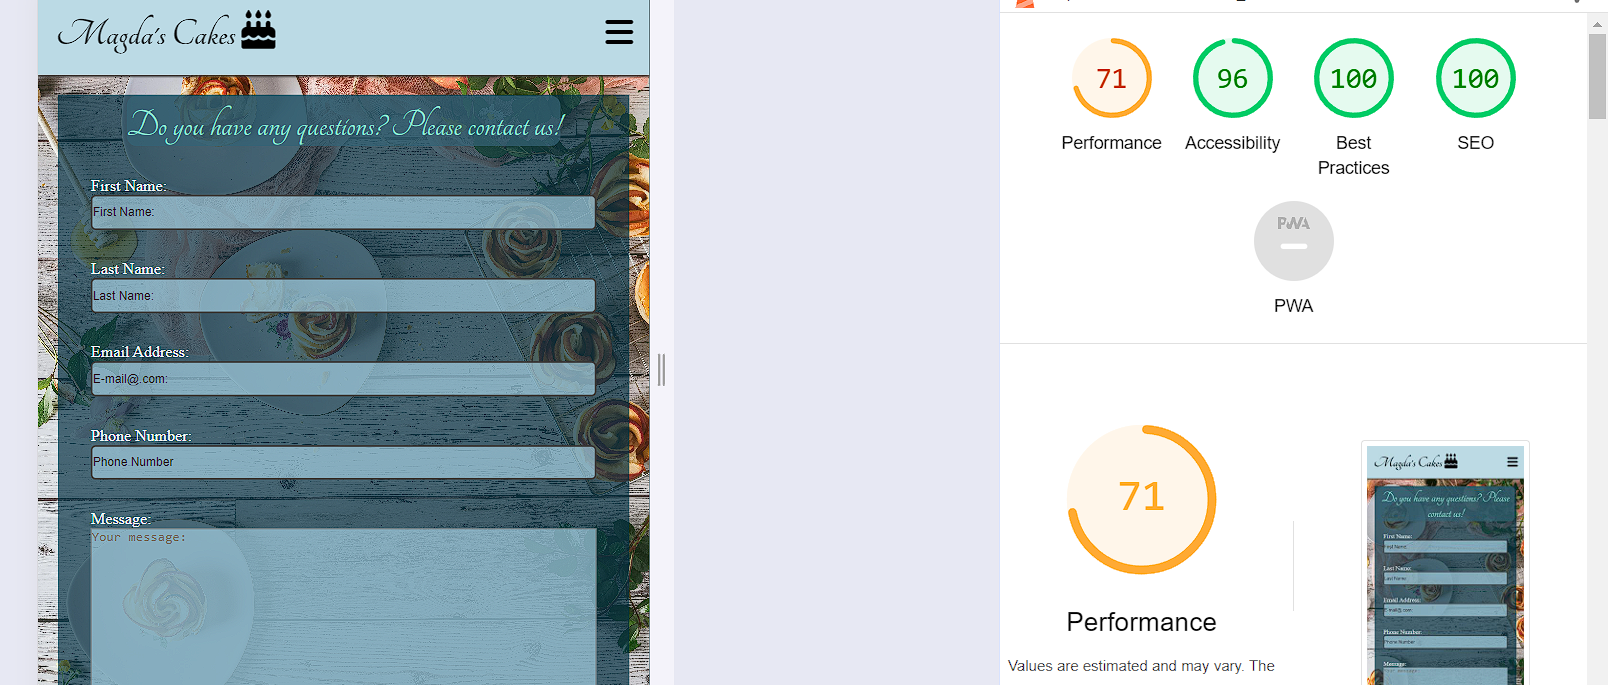 Magda's Cakes
Do you have any questions? Please contact us!
First Name:
First Name:
Last Name:
Last Name:
Email Address:
E-mail@.com:
Phone Number:
Phone Number
Message:
Your message:
71
96
100
100
Performance
Accessibility
Best
Practices
SEO
PWA
PWA
71
Performance
Values are estimated and may vary. The
Magda's Cakes
Do you have any questions? Please
contact us!
First Name:
First Name:
Last Name:
Last Name:
Email Address:
E-mail@.com:
Phone Number:
Phone Number
Message: